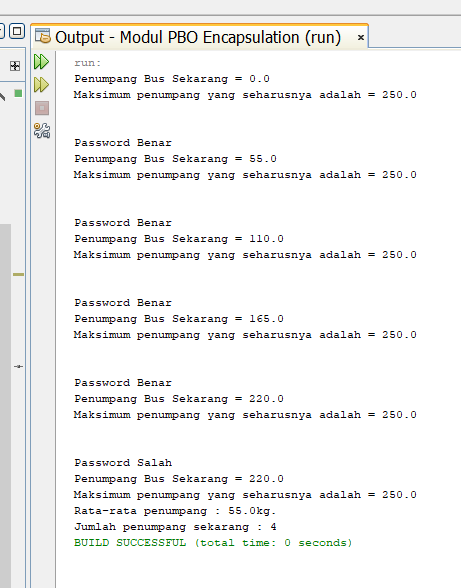 Output - Modul PBO Encapsulation (run) ×
run:
Penumpang Bus Sekarang = 0.0
Maksimum penumpang yang seharusnya adalah = 250.0
Password Benar
Penumpang Bus Sekarang = 55.0
Maksimum penumpang yang seharusnya adalah = 250.0
Password Benar
Penumpang Bus Sekarang = 110.0
Maksimum penumpang yang seharusnya adalah = 250.0
Password Benar
Penumpang Bus Sekarang = 165.0
Maksimum penumpang yang seharusnya adalah = 250.0
Password Benar
Penumpang Bus Sekarang = 220.0
Maksimum penumpang yang seharusnya adalah = 250.0
Password Salah
Penumpang Bus Sekarang = 220.0
Maksimum penumpang yang seharusnya adalah = 250.0
Rata-rata penumpang : 55.0kg.
Jumlah penumpang sekarang : 4
BUILD SUCCESSFUL (total time: 0 seconds)